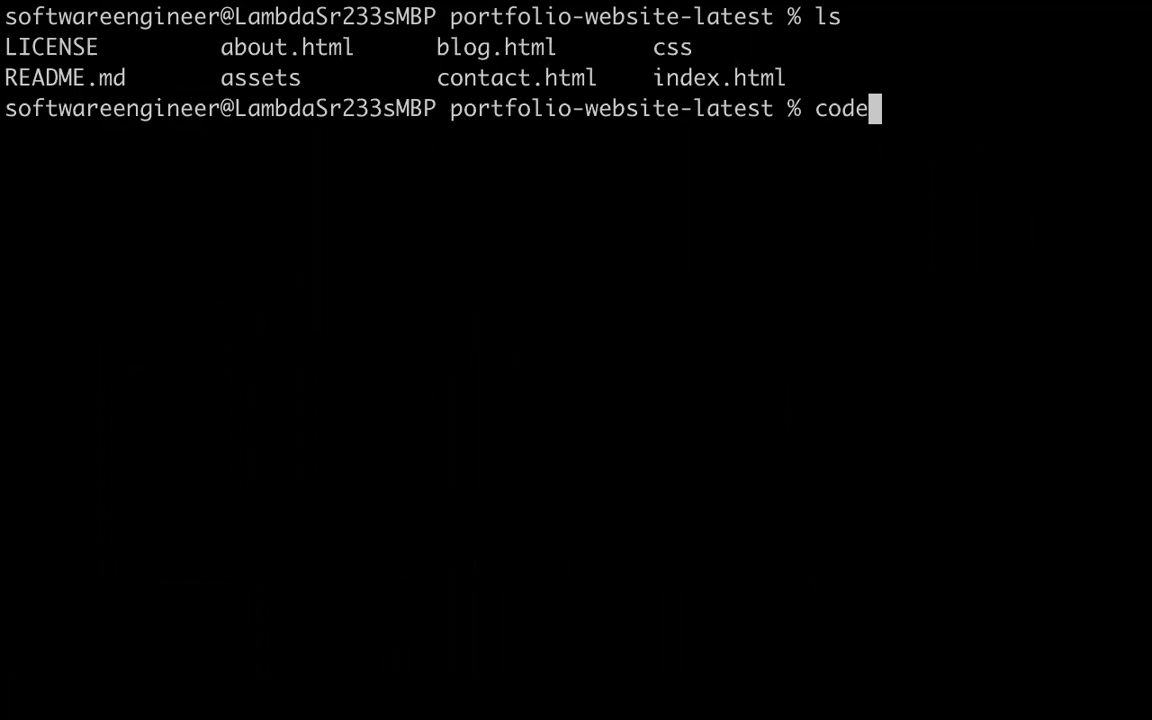 softwareengineer@LambdaSr233sMBP portfolio-website-latest % ls
LICENSE about.html blog.html css
README.md assets contact.html index.html
softwareengineer@LambdaSr233sMBP portfolio-website-latest % code